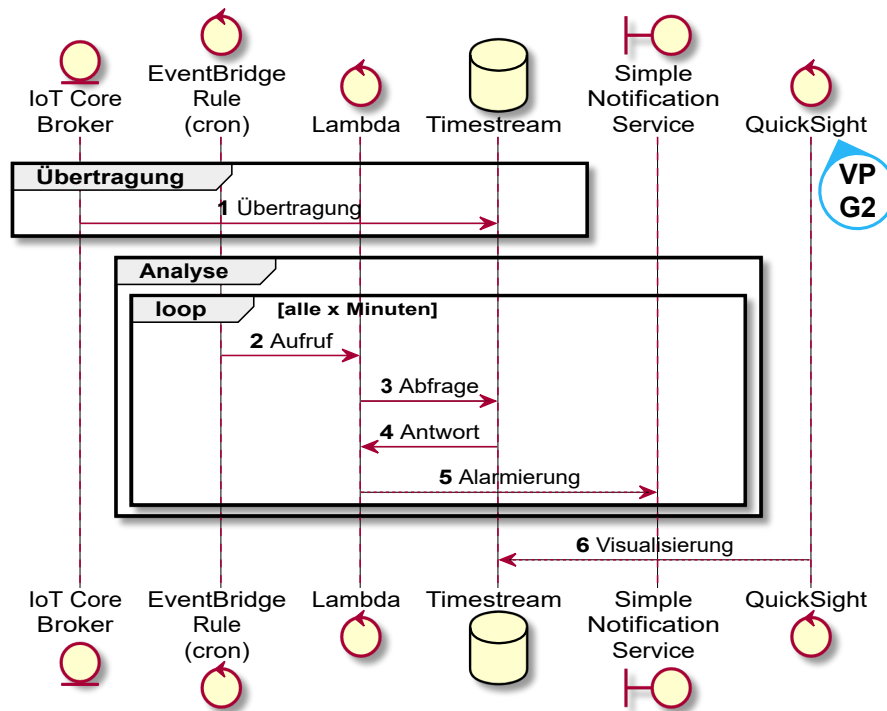 IoT Core
Broker
EventBridge
Rule
(cron)
Lambda
Timestream
Simple
Notification
Service
QuickSight
VP
G2
Übertragung
1 Übertragung
Analyse
loop [alle x Minuten]
2 Aufruf
3 Abfrage
4 Antwort
5 Alarmierung
6 Visualisierung
IoT Core
Broker
EventBridge
Rule
(cron)
Lambda
Timestream
Simple
Notification
Service
QuickSight